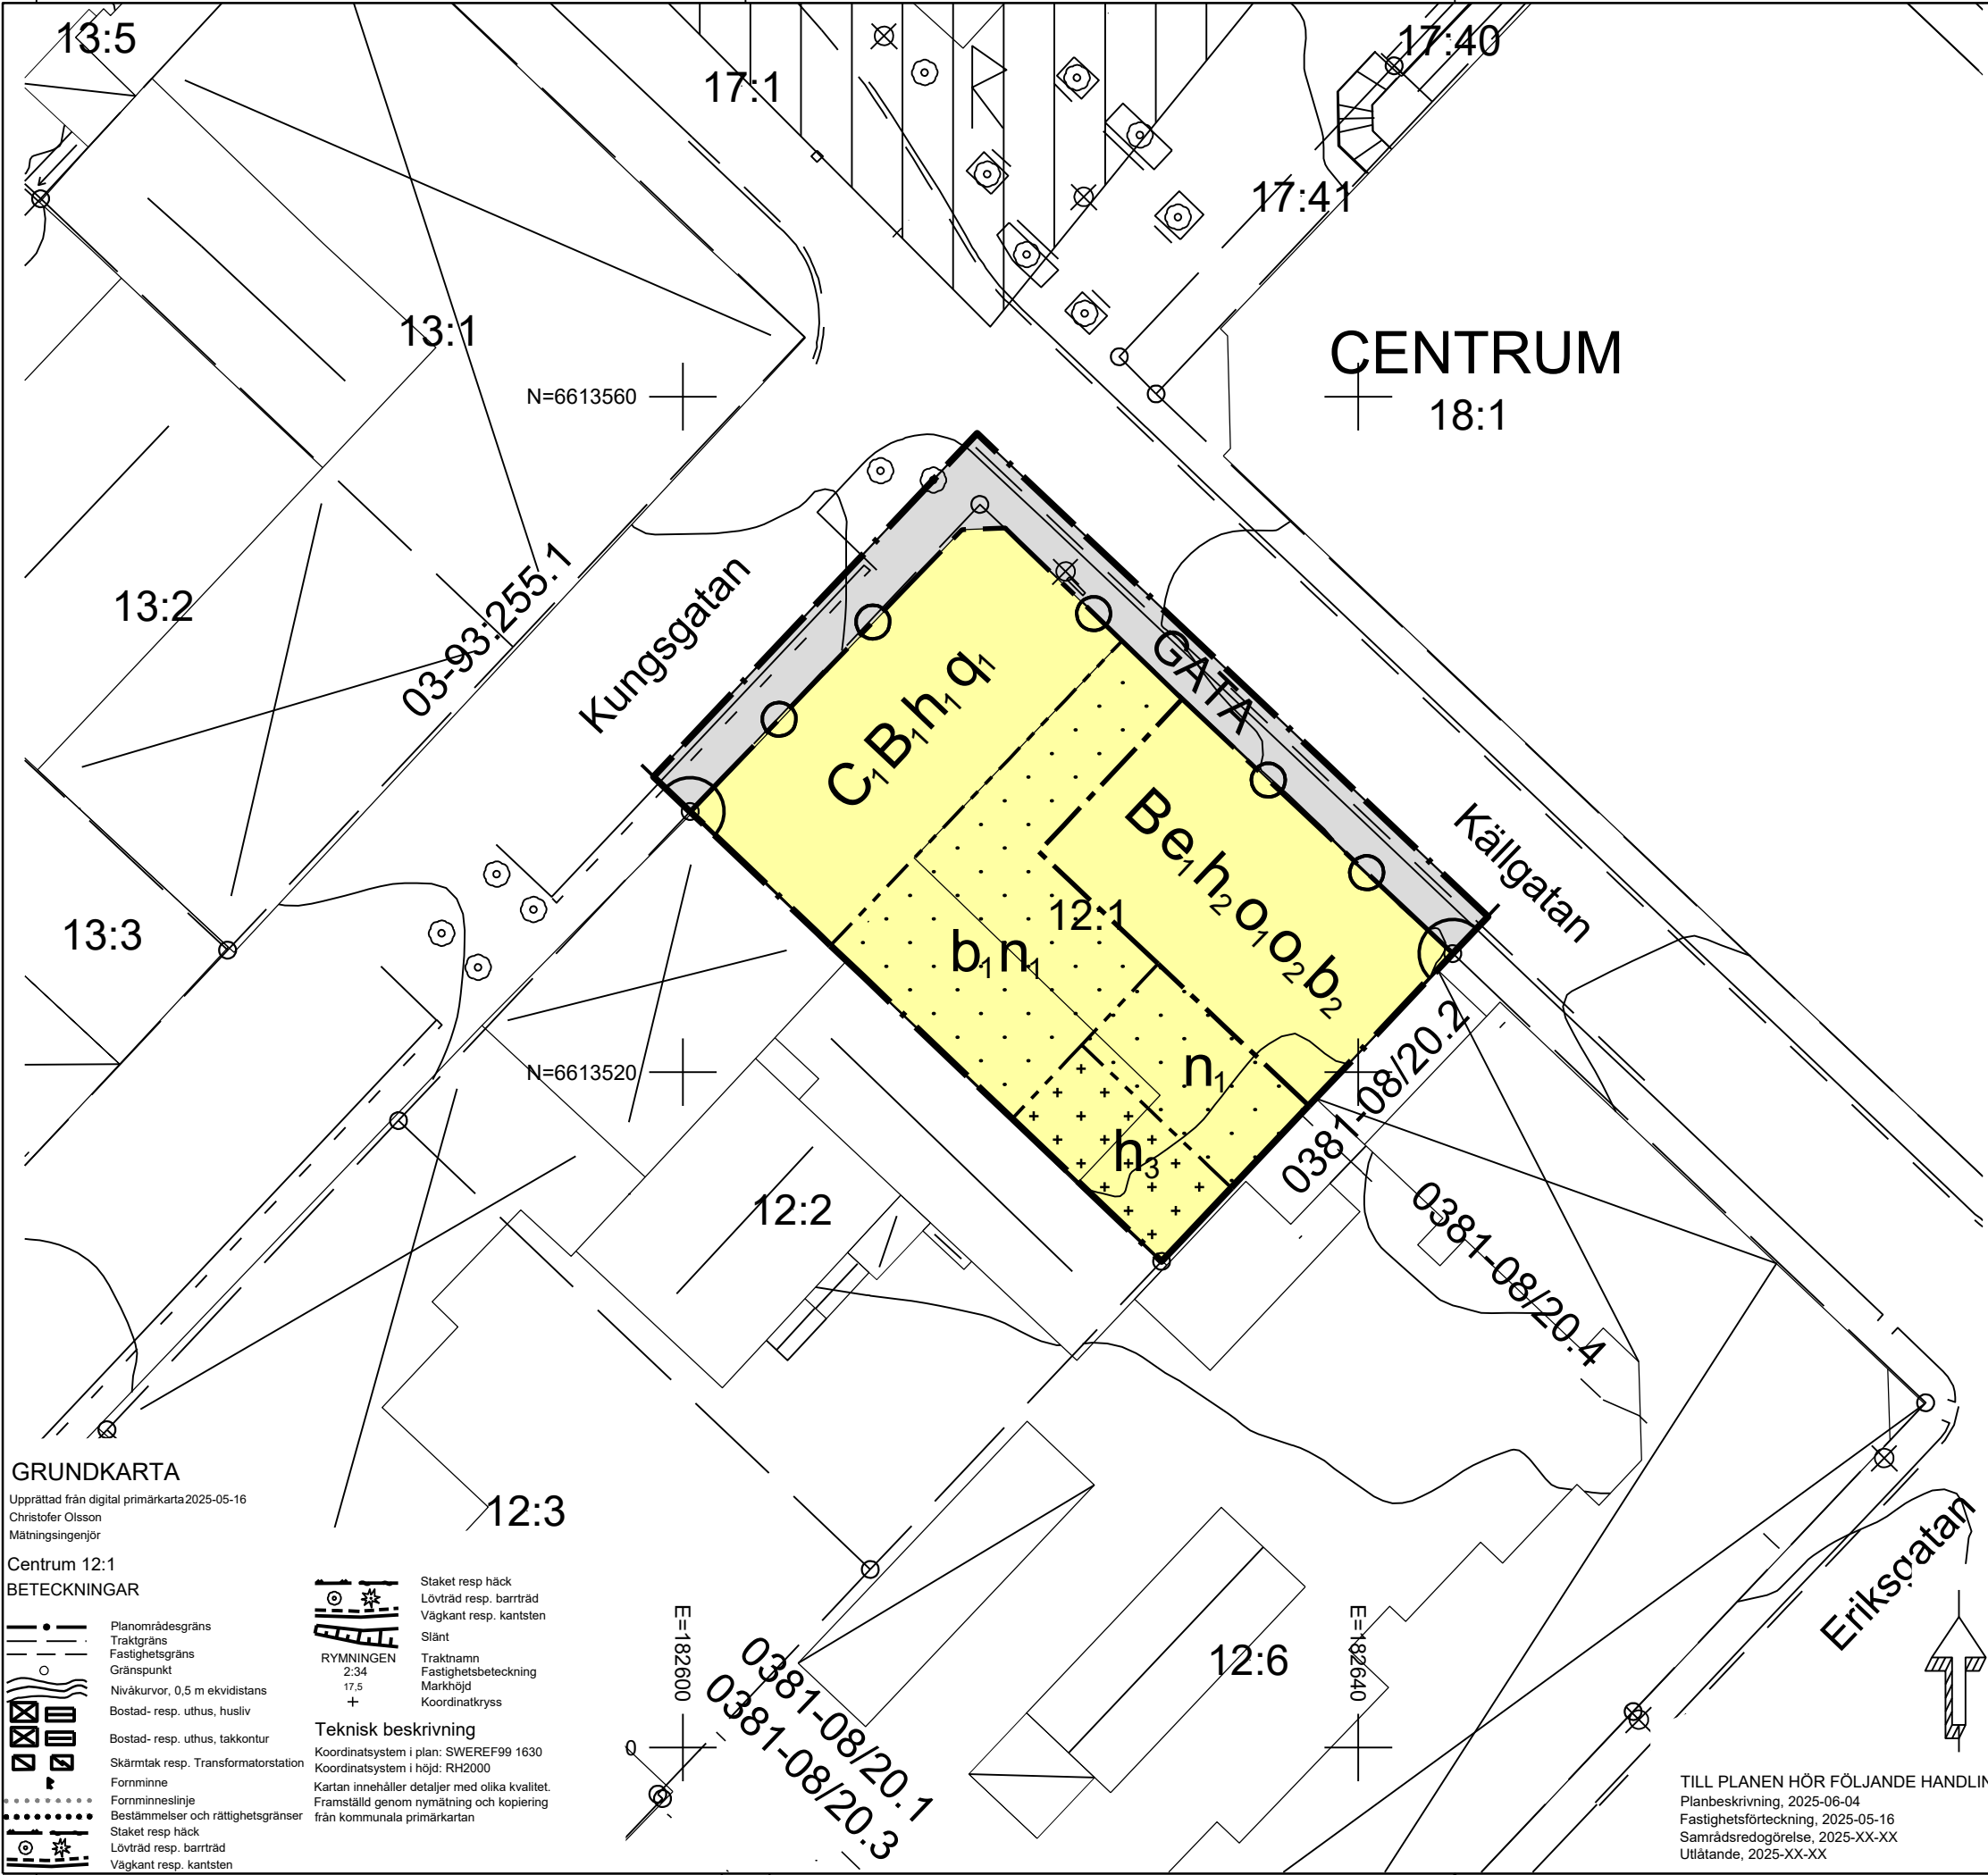 13:5
17:40
17:1
17:41
13:1
CENTRUM
18:1
N=6613560
13:2
03-93:255.1
Kungsgatan
GATA
C1B1h1q1
Be1h2o1o2b2
Källgatan
12:1
13:3
b1n1
N=6613520
n1
h3
0381-08/20.2
12:2
0381-08/20.4
12:3
Eriksgatan
E=182600
E=182640
12:6
0381-08/20.1
0381-08/20.3
0
GRUNDKARTA
Upprättad från digital primärkarta 2025-05-16
Christofer Olsson
Mätningsingenjör
Centrum 12:1
BETECKNINGAR
Planområdesgräns
Traktgräns
Fastighetsgräns
Gränspunkt
Nivåkurvor, 0,5 m ekvidistans
Bostad- resp. uthus, husliv
Bostad- resp. uthus, takkontur
Skärmtak resp. Transformatorstation
Fornminne
Fornminneslinje
Bestämmelser och rättighetsgränser
Staket resp häck
Lövträd resp. barrträd
Vägkant resp. kantsten
Staket resp häck
Lövträd resp. barrträd
Vägkant resp. kantsten
Slänt
RYMNINGEN Traktnamn
2:34 Fastighetsbeteckning
17,5 Markhöjd
Koordinatkryss
Teknisk beskrivning
Koordinatsystem i plan: SWEREF99 1630
Koordinatsystem i höjd: RH2000
Kartan innehåller detaljer med olika kvalitet.
Framställd genom nymätning och kopiering
från kommunala primärkartan
TILL PLANEN HÖR FÖLJANDE HANDLIN
Planbeskrivning, 2025-06-04
Fastighetsförteckning, 2025-05-16
Samrådsredogörelse, 2025-XX-XX
Utlåtande, 2025-XX-XX